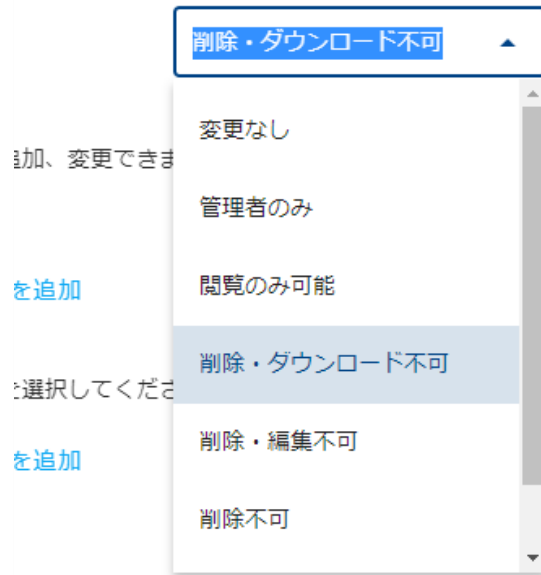 削除・ダウンロード不可
変更なし
加、変更できま
管理者のみ
閲覧のみ可能
を追加
削除・ダウンロード不可
選択してくださ
削除・編集不可
を追加
削除不可